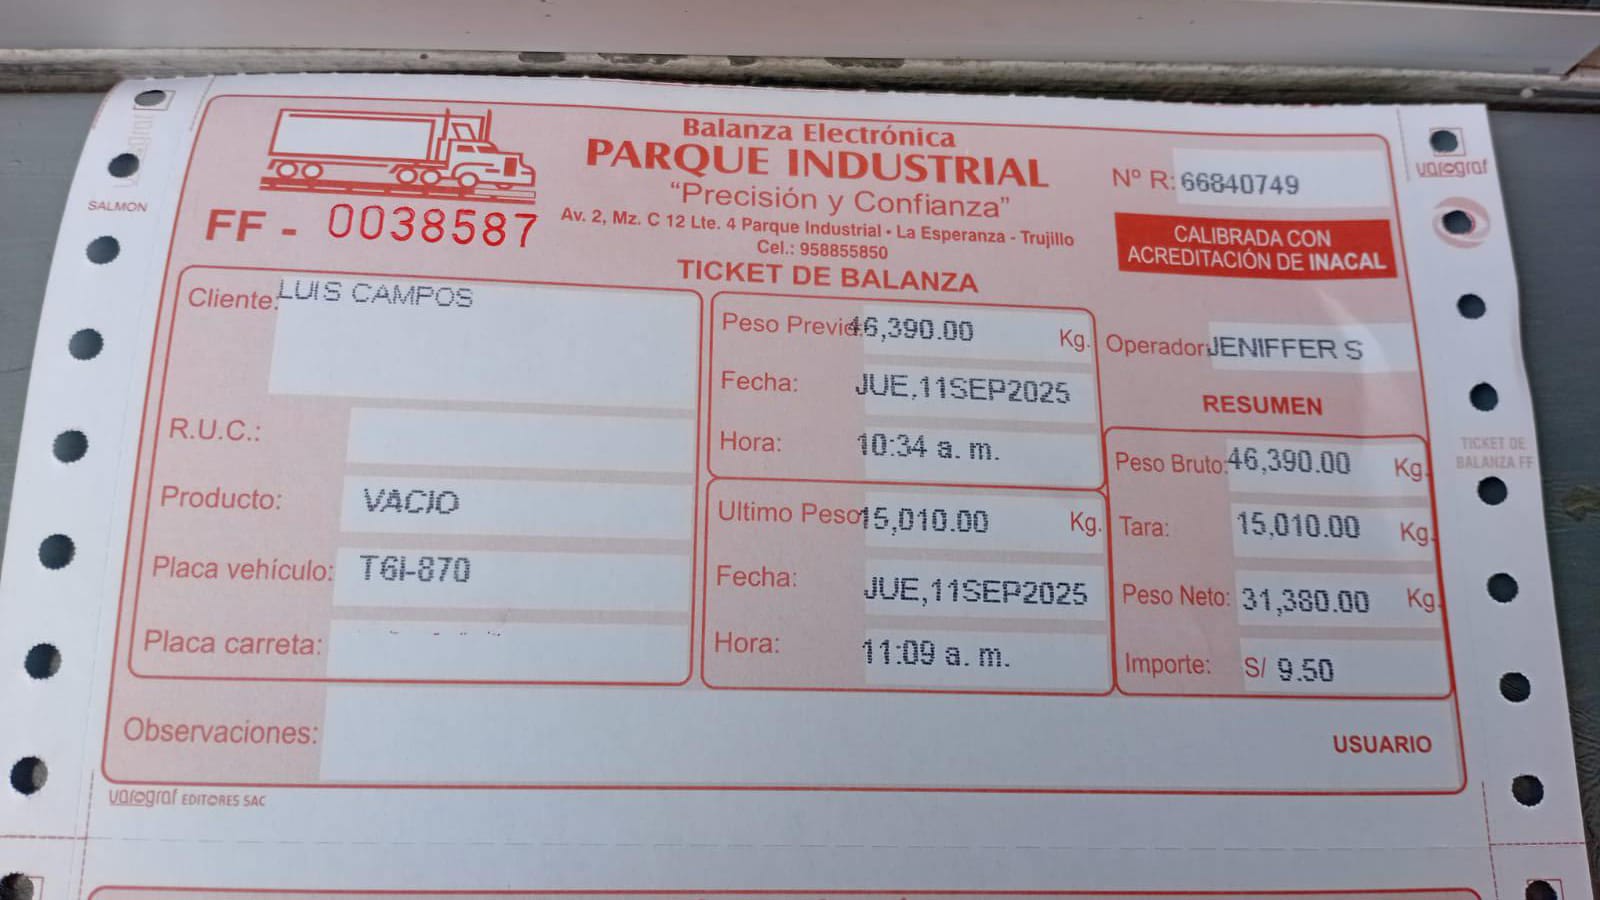 Balanza Electrónica
PARQUE INDUSTRIAL
"Precisión y Confianza"
Av. 2, Mz. C 12 Lte. 4 Parque Industrial • La Esperanza - Trujillo
Cel.: 958855850
FF - 0038587
Nº R: 66840749
CALIBRADA CON
ACREDITACIÓN DE INACAL
TICKET DE BALANZA
Cliente: LUIS CAMPOS
R.U.C.:
Producto: VACIO
Placa vehículo: T6I-870
Placa carreta:
Peso Previo: 46,390.00 Kg.
Fecha: JUE,11SEP2025
Hora: 10:34 a. m.
Ultimo Peso 15,010.00 Kg.
Fecha: JUE,11SEP2025
Hora: 11:09 a. m.
Operador: JENIFFER S
RESUMEN
Peso Bruto: 46,390.00 Kg.
Tara: 15,010.00 Kg.
Peso Neto: 31,380.00 Kg.
Importe: S/ 9.50
Observaciones:
USUARIO
varograf EDITORES SAC
SALMON
varograf
TICKET DE
BALANZA FF